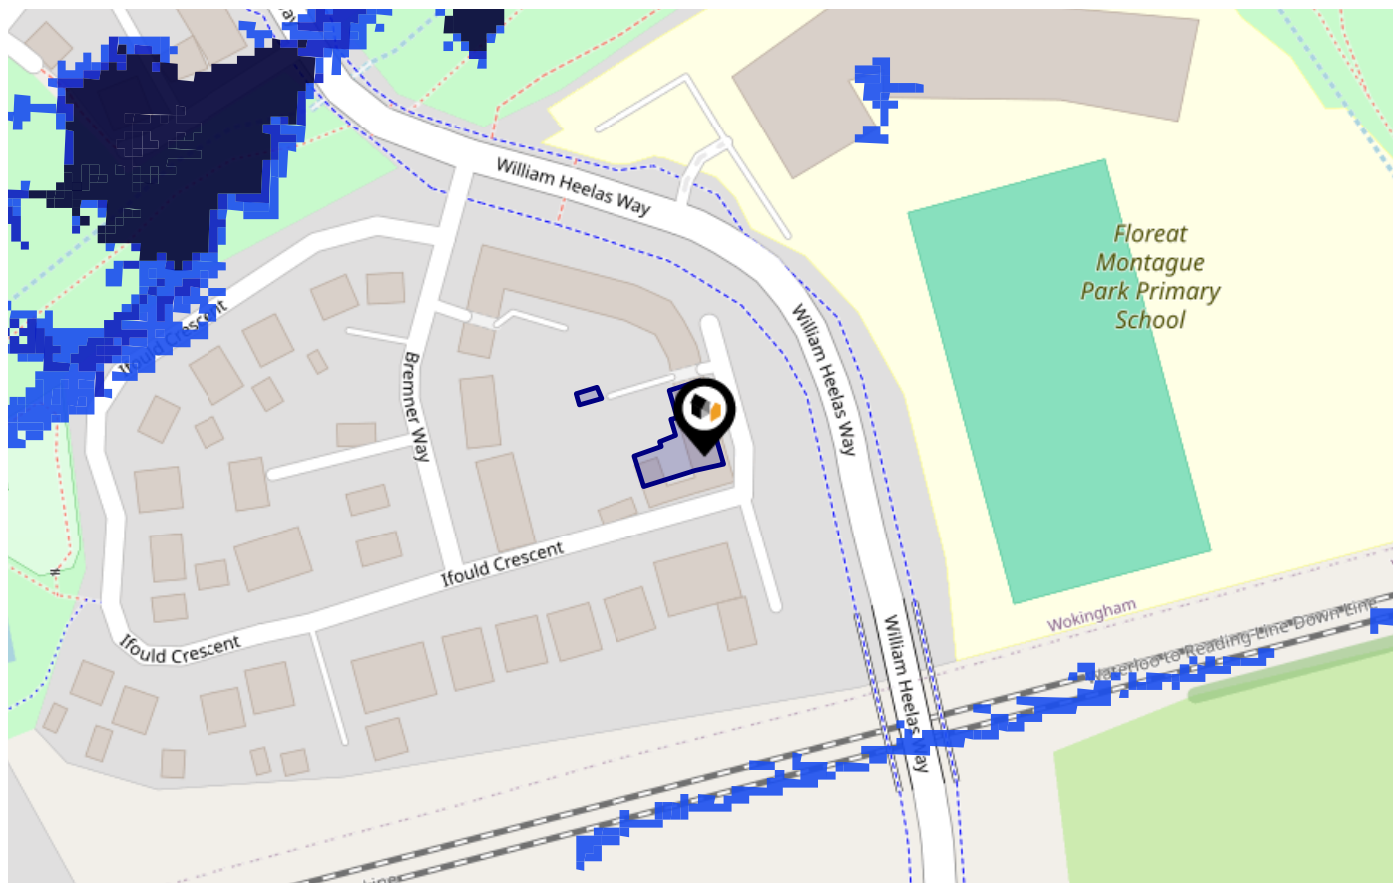 ay
William Heelas Way
Floreat
Montague
Park Primary
School
William Heelas Way
Ifould Crescent
Bremner Way
Ifould Crescent
Wokingham
Waterloo to Reading Line Down Line
Ifould Crescent
William Heelas Way